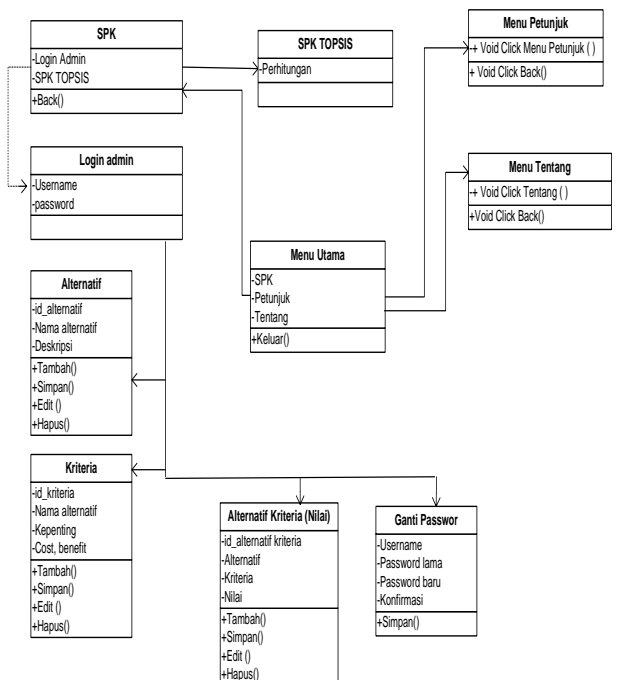 SPK
-Login Admin
-SPK TOPSIS
+Back()
SPK TOPSIS
-Perhitungan
Menu Petunjuk
-+ Void Click Menu Petunjuk ( )
+ Void Click Back()
Login admin
-Username
-password
Menu Tentang
-+ Void Click Tentang ( )
+Void Click Back()
Menu Utama
-SPK
-Petunjuk
-Tentang
+Keluar()
Alternatif
-id_alternatif
-Nama alternatif
-Deskripsi
+Tambah()
+Simpan()
+Edit ()
+Hapus()
Kriteria
-id_kriteria
-Nama alternatif
-Kepenting
-Cost, benefit
+Tambah()
+Simpan()
+Edit ()
+Hapus()
Alternatif Kriteria (Nilai)
-id_alternatif kriteria
-Alternatif
-Kriteria
-Nilai
+Tambah()
+Simpan()
+Edit ()
+Hapus()
Ganti Passwor
-Username
-Password lama
-Password baru
-Konfirmasi
+Simpan()